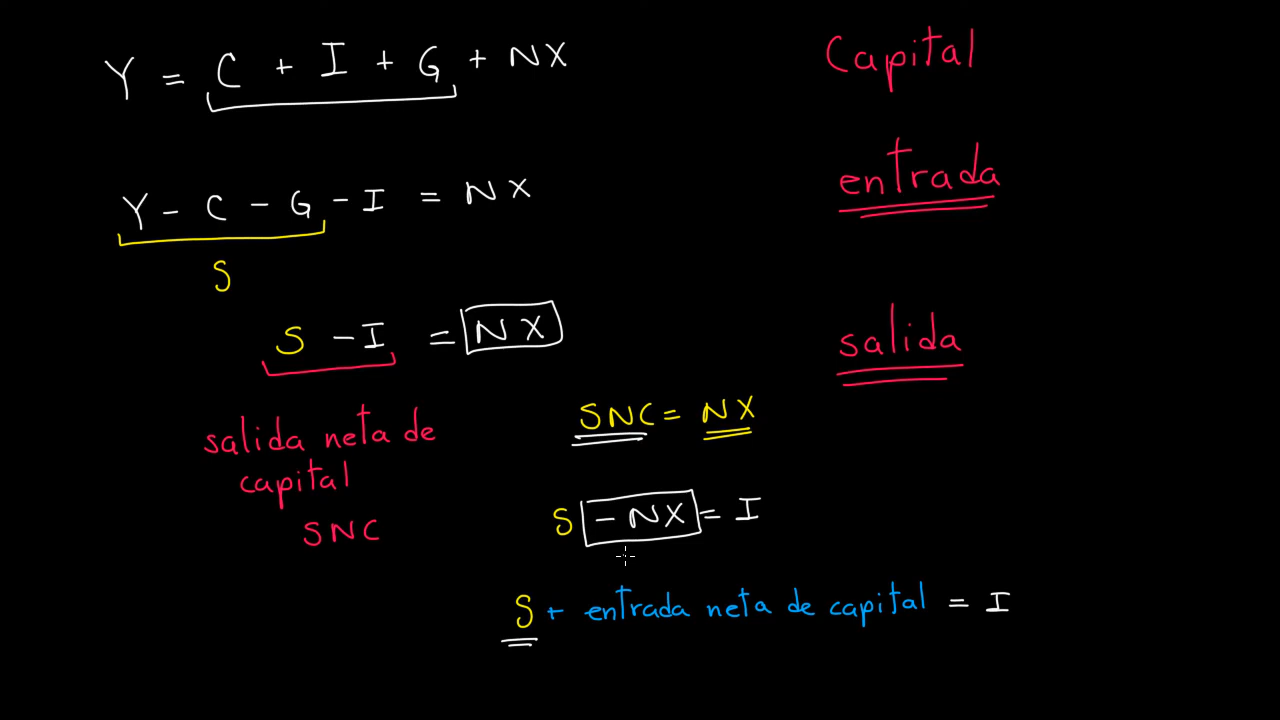 Y = C + I + G + NX
Capital
Y - C - G - I = NX
entrada
S
S - I = NX
salida
SNC = NX
salida neta de
capital
SNC
S - NX = I
S + entrada neta de capital = I